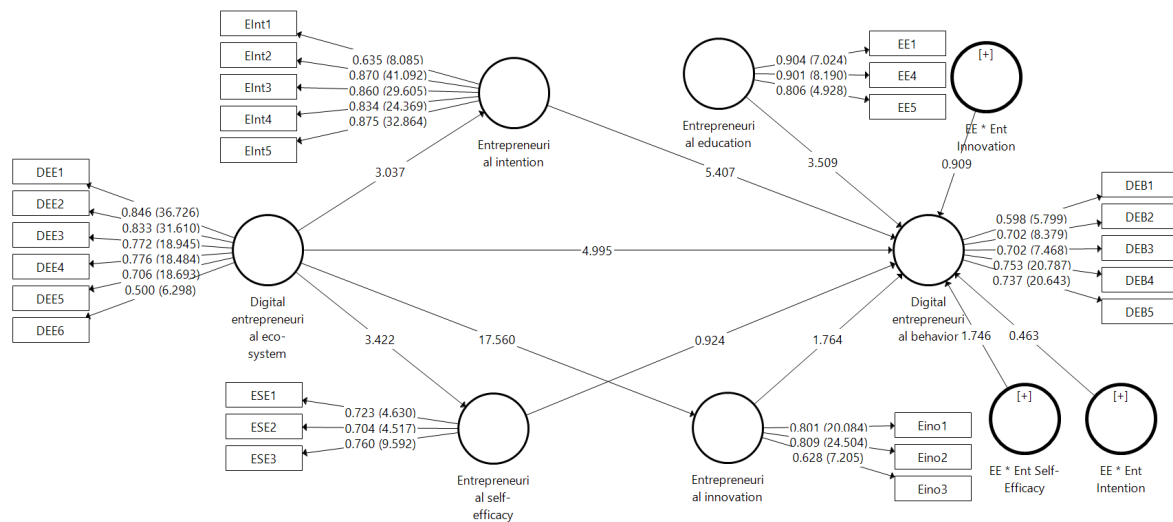 EInt1
EInt2
EInt3
EInt4
EInt5
0.635 (8.085)
0.870 (41.092)
0.860 (29.605)
0.834 (24.369)
0.875 (32.864)
Entrepreneuri
al intention
Entrepreneuri
al education
0.904 (7.024)
0.901 (8.190)
0.806 (4.928)
EE1
EE4
EE5
[+]
EE * Ent
Innovation
3.037
5.407
3.509
0.909
DEE1
DEE2
DEE3
DEE4
DEE5
DEE6
0.846 (36.726)
0.833 (31.610)
0.772 (18.945)
0.776 (18.484)
0.706 (18.693)
0.500 (6.298)
Digital
entrepreneuri
al eco-
system
4.995
Digital
entrepreneuri
al behavior
0.598 (5.799)
0.702 (8.379)
0.702 (7.468)
0.753 (20.787)
0.737 (20.643)
DEB1
DEB2
DEB3
DEB4
DEB5
3.422
17.560
0.924
1.764
1.746
0.463
ESE1
ESE2
ESE3
0.723 (4.630)
0.704 (4.517)
0.760 (9.592)
Entrepreneuri
al self-
efficacy
Entrepreneuri
al innovation
0.801 (20.084)
0.809 (24.504)
0.628 (7.205)
Eino1
Eino2
Eino3
[+]
EE * Ent Self-
Efficacy
[+]
EE * Ent
Intention